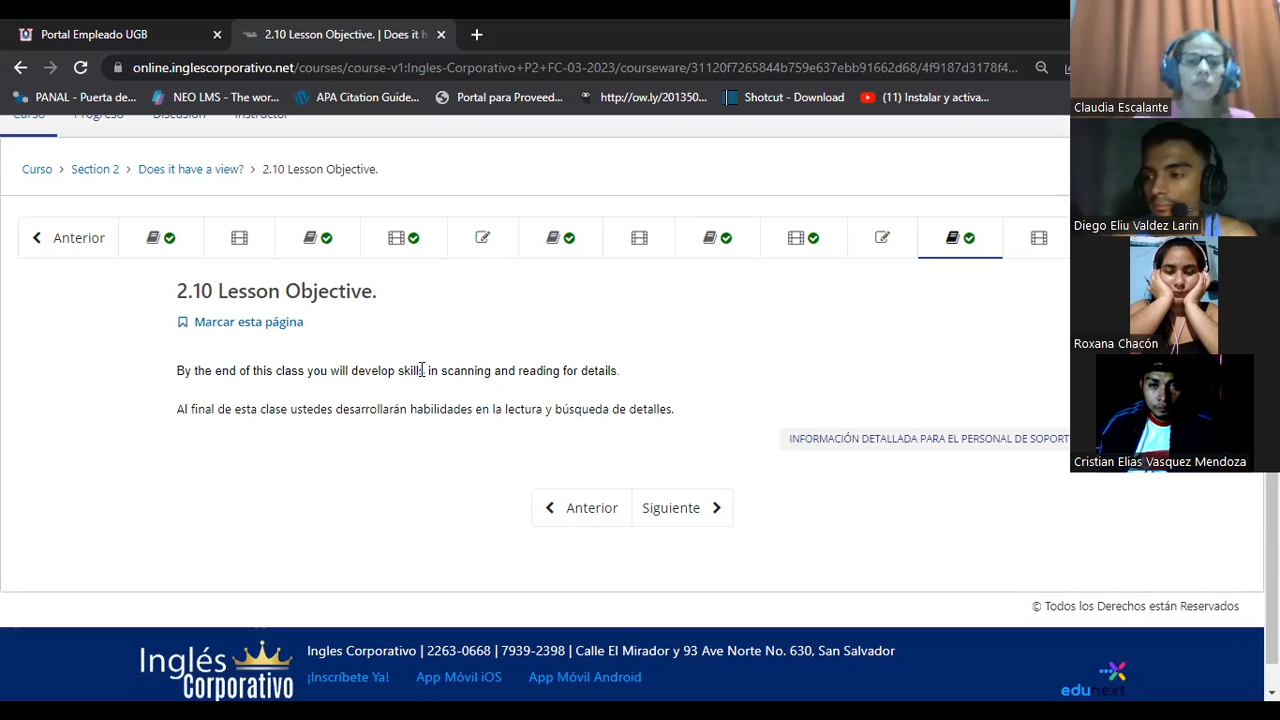 Portal Empleado UGB
2.10 Lesson Objective. | Does it h
online.inglescorporativo.net/courses/course-v1:Ingles-Corporativo+P2+FC-03-2023/courseware/31120f7265844b759e637ebb91662d68/4f9187d3178f4...
PANAL - Puerta de...
NEO LMS - The wor...
APA Citation Guide...
Portal para Proveed...
http://ow.ly/201350...
Shotcut - Download
(11) Instalar y activa...
Curso Progreso Discusión Instructor
Curso > Section 2 > Does it have a view? > 2.10 Lesson Objective.
Anterior
2.10 Lesson Objective.
Marcar esta página
By the end of this class you will develop skills in scanning and reading for details.
Al final de esta clase ustedes desarrollarán habilidades en la lectura y búsqueda de detalles.
INFORMACIÓN DETALLADA PARA EL PERSONAL DE SOPORT
Anterior
Siguiente
© Todos los Derechos están Reservados
Inglés
Corporativo
Ingles Corporativo | 2263-0668 | 7939-2398 | Calle El Mirador y 93 Ave Norte No. 630, San Salvador
¡Inscríbete Ya!
App Móvil iOS
App Móvil Android
edunext
Claudia Escalante
Diego Eliu Valdez Larin
Roxana Chacón
Cristian Elias Vasquez Mendoza